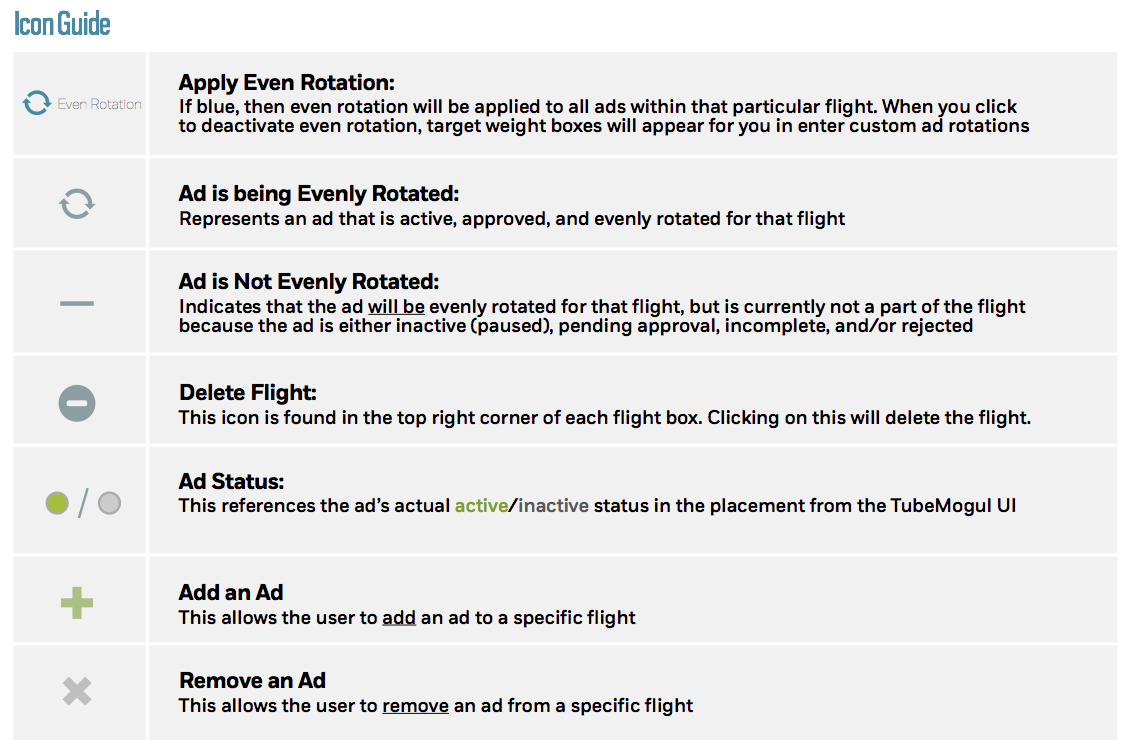 Icon Guide
Even Rotation
Apply Even Rotation:
If blue, then even rotation will be applied to all ads within that particular flight. When you click
to deactivate even rotation, target weight boxes will appear for you in enter custom ad rotations
Ad is being Evenly Rotated:
Represents an ad that is active, approved, and evenly rotated for that flight
Ad is Not Evenly Rotated:
Indicates that the ad will be evenly rotated for that flight, but is currently not a part of the flight
because the ad is either inactive (paused), pending approval, incomplete, and/or rejected
Delete Flight:
This icon is found in the top right corner of each flight box. Clicking on this will delete the flight.
/
Ad Status:
This references the ad's actual active/inactive status in the placement from the TubeMogul UI
Add an Ad
This allows the user to add an ad to a specific flight
Remove an Ad
This allows the user to remove an ad from a specific flight